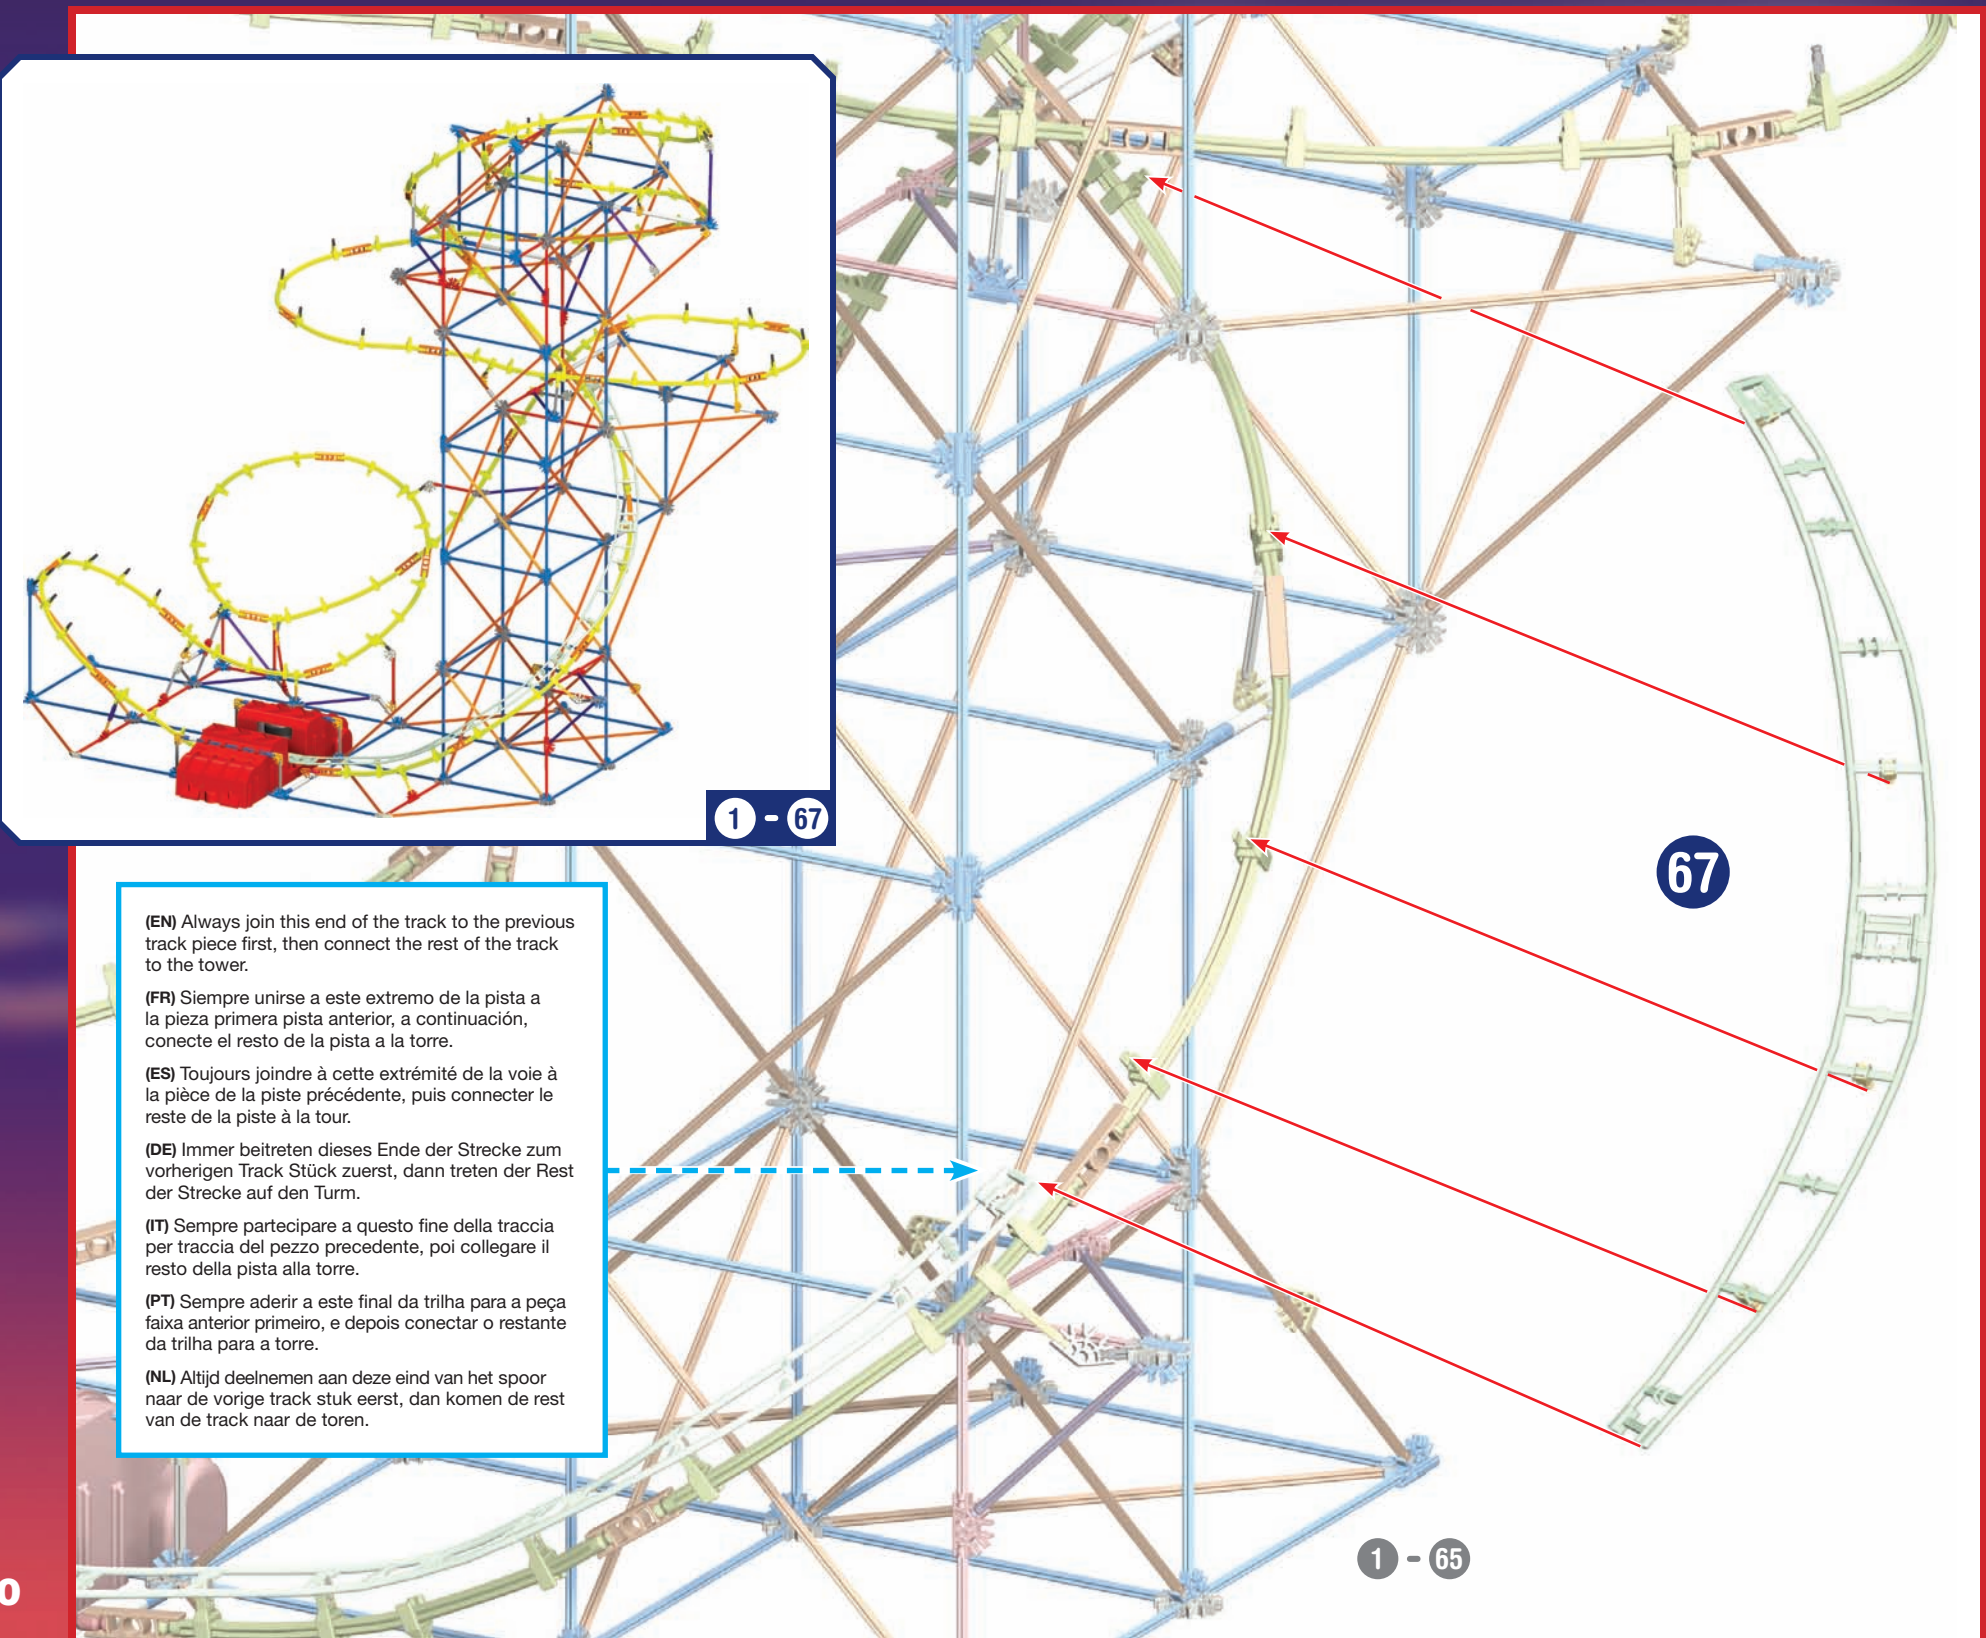 1 - 67
(EN) Always join this end of the track to the previous
track piece first, then connect the rest of the track
to the tower.
(FR) Siempre unirse a este extremo de la pista a
la pieza primera pista anterior, a continuación,
conecte el resto de la pista a la torre.
(ES) Toujours joindre à cette extrémité de la voie à
la pièce de la piste précédente, puis connecter le
reste de la piste à la tour.
(DE) Immer beitreten dieses Ende der Strecke zum
vorherigen Track Stück zuerst, dann treten der Rest
der Strecke auf den Turm.
(IT) Sempre partecipare a questo fine della traccia
per traccia del pezzo precedente, poi collegare il
resto della pista alla torre.
(PT) Sempre aderir a este final da trilha para a peça
faixa anterior primeiro, e depois conectar o restante
da trilha para a torre.
(NL) Altijd deelnemen aan deze eind van het spoor
naar de vorige track stuk eerst, dan komen de rest
van de track naar de toren.
67
1 - 65
0